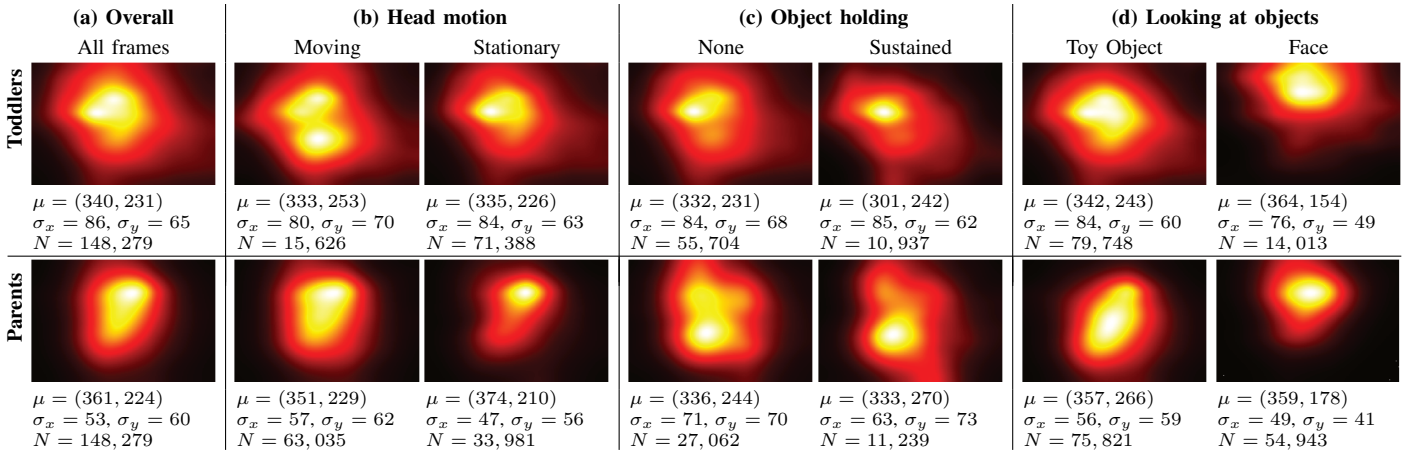 (a) Overall (b) Head motion (c) Object holding (d) Looking at objects
All frames Moving Stationary None Sustained Toy Object Face
Toddlers
μ = (340, 231) μ = (333, 253) μ = (335, 226) μ = (332, 231) μ = (301, 242) μ = (342, 243) μ = (364, 154)
σx = 86, σy = 65 σx = 80, σy = 70 σx = 84, σy = 63 σx = 84, σy = 68 σx = 85, σy = 62 σx = 84, σy = 60 σx = 76, σy = 49
N = 148, 279 N = 15, 626 N = 71, 388 N = 55, 704 N = 10, 937 N = 79, 748 N = 14, 013
Parents
μ = (361, 224) μ = (351, 229) μ = (374, 210) μ = (336, 244) μ = (333, 270) μ = (357, 266) μ = (359, 178)
σx = 53, σy = 60 σx = 57, σy = 62 σx = 47, σy = 56 σx = 71, σy = 70 σx = 63, σy = 73 σx = 56, σy = 59 σx = 49, σy = 41
N = 148, 279 N = 63, 035 N = 33, 981 N = 27, 062 N = 11, 239 N = 75, 821 N = 54, 943